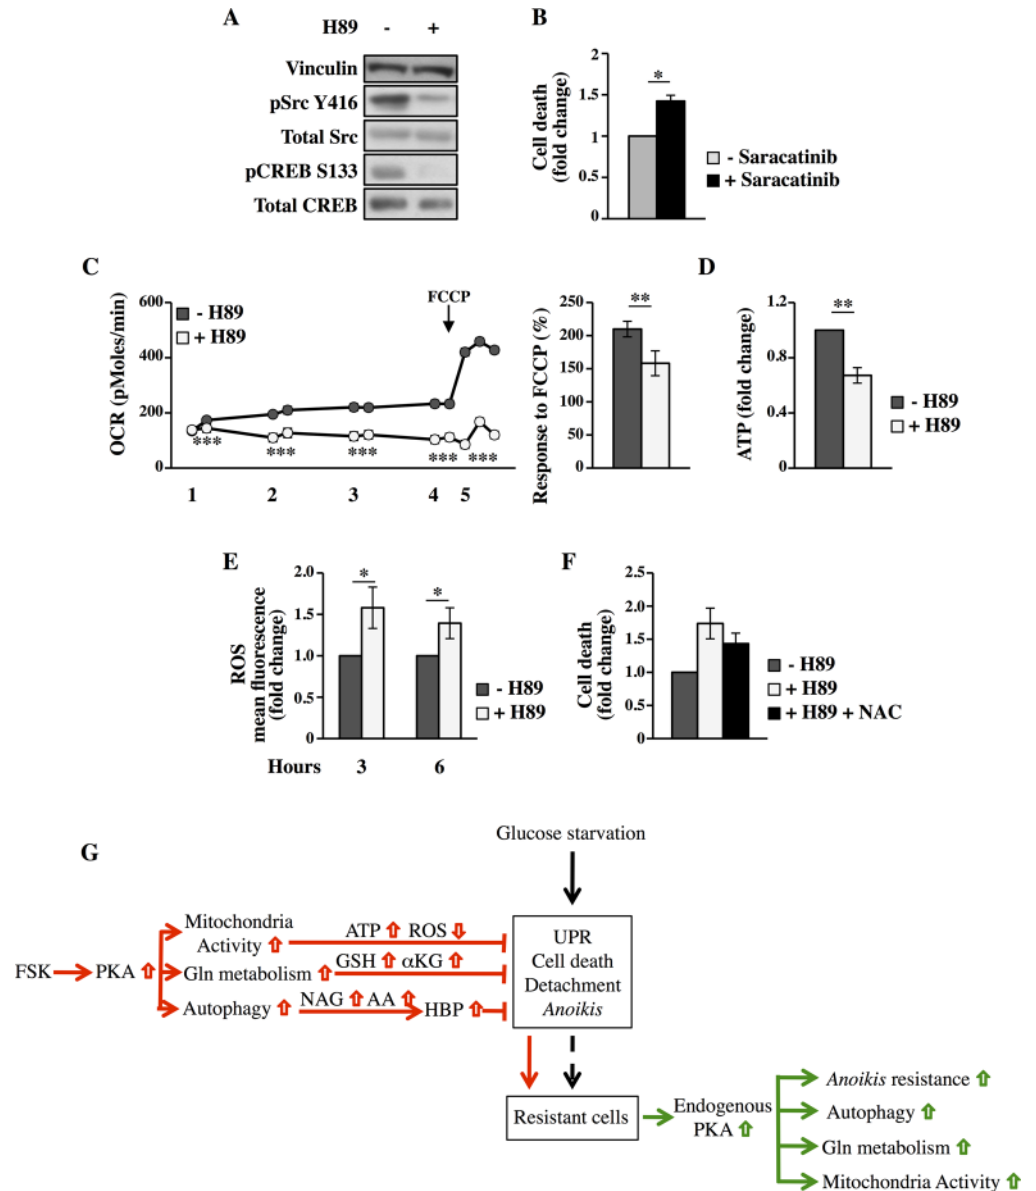 A
H89 - +
Vinculin
pSrc Y416
Total Src
pCREB S133
Total CREB
B
Cell death
(fold change)
2
1.5
1
0.5
0
*
- Saracatinib
+ Saracatinib
C
OCR (pMoles/min)
600
400
200
0
- H89
+ H89
FCCP
*** *** *** *** ***
1 2 3 4 5
Response to FCCP (%)
250
200
150
100
50
0
**
D
ATP (fold change)
1.2
0.8
0.4
0
**
- H89
+ H89
E
ROS
mean fluorescence
(fold change)
2.0
1.5
1.0
0.5
0
* *
- H89
+ H89
Hours 3 6
F
Cell death
(fold change)
2.5
2.0
1.5
1.0
0.5
0
- H89
+ H89
+ H89 + NAC
G
Glucose starvation
FSK
PKA
Mitochondria
Activity
ATP ROS
Gln metabolism
GSH αKG
Autophagy
NAG AA
HBP
UPR
Cell death
Detachment
Anoikis
Resistant cells
Endogenous
PKA
Anoikis resistance
Autophagy
Gln metabolism
Mitochondria Activity